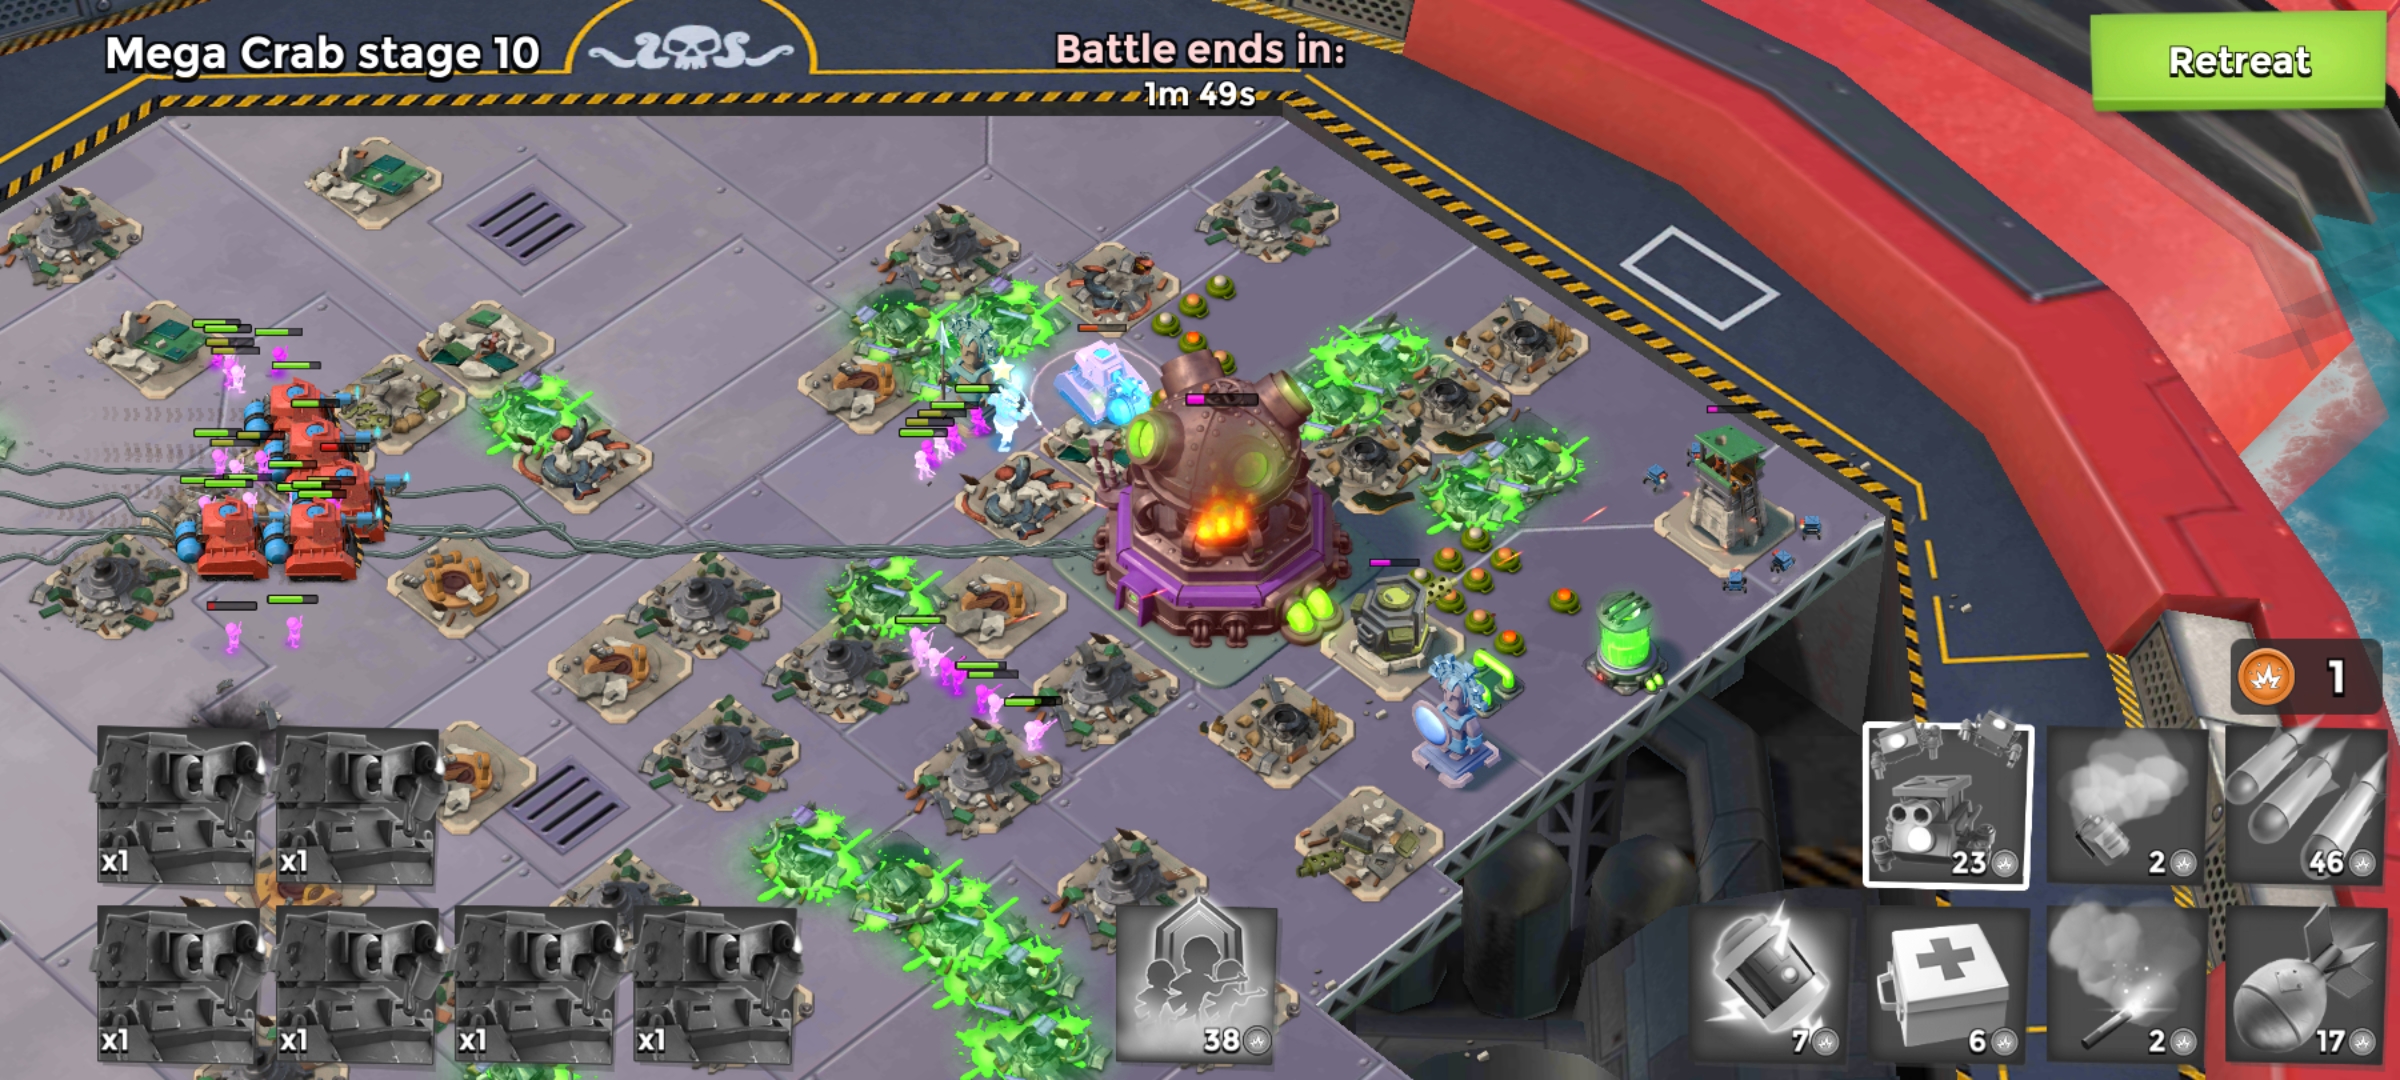 Mega Crab stage 10
Battle ends in:
1m 49s
Retreat
1
x1
x1
23
2
46
x1
x1
x1
x1
38
7
6
2
17